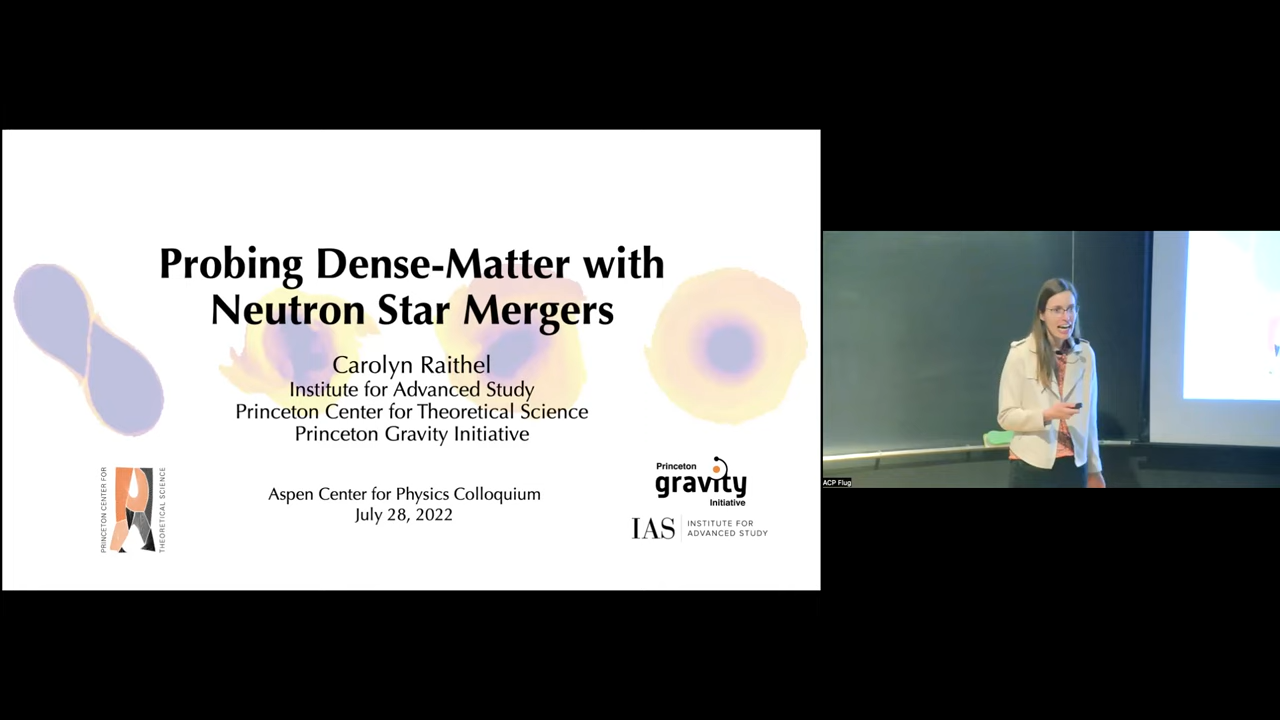 Probing Dense-Matter with
Neutron Star Mergers
Carolyn Raithel
Institute for Advanced Study
Princeton Center for Theoretical Science
Princeton Gravity Initiative
Aspen Center for Physics Colloquium
July 28, 2022
PRINCETON CENTER FOR
THEORETICAL SCIENCE
Princeton
gravity
Initiative
IAS
INSTITUTE FOR
ADVANCED STUDY
ACP Flug